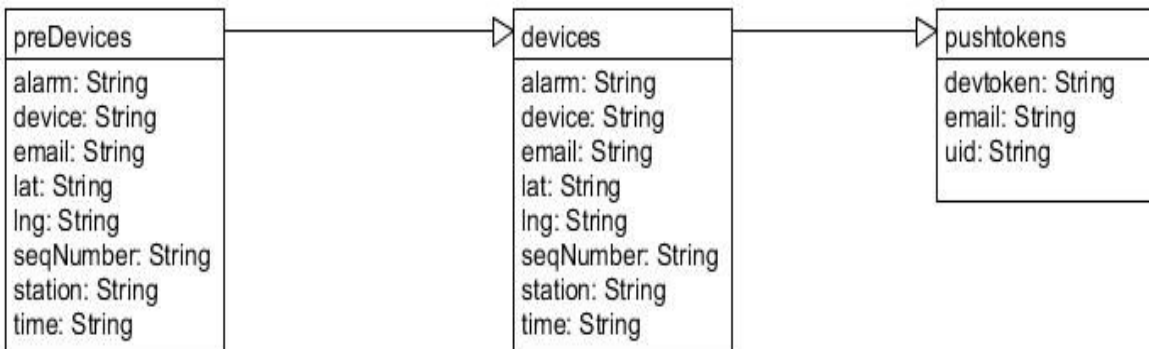 preDevices
alarm: String
device: String
email: String
lat: String
lng: String
seqNumber: String
station: String
time: String
devices
alarm: String
device: String
email: String
lat: String
lng: String
seqNumber: String
station: String
time: String
pushtokens
devtoken: String
email: String
uid: String